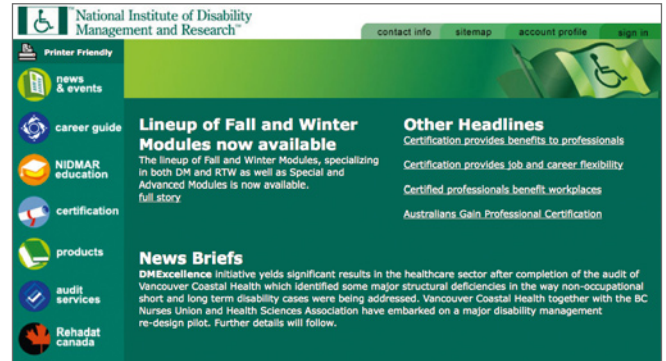 National Institute of Disability
Management and Research™
contact info
sitemap
account profile
sign in
Printer Friendly
news
& events
career guide
NIDMAR
education
certification
products
audit
services
Rehadat
canada
Lineup of Fall and Winter
Modules now available
The lineup of Fall and Winter Modules, specializing
in both DM and RTW as well as Special and
Advanced Modules is now available.
full story
Other Headlines
Certification provides benefits to professionals
Certification provides job and career flexibility
Certified professionals benefit workplaces
Australians Gain Professional Certification
News Briefs
DMExcellence initiative yelds significant results in the healthcare sector after completion of the audit of
Vancouver Coastal Health which identified some major structural deficiencies in the way non-occupational
short and long term disability cases were being addressed. Vancouver Coastal Health together with the BC
Nurses Union and Health Sciences Association have embarked on a major disability management
re-design pilot. Further details will follow.